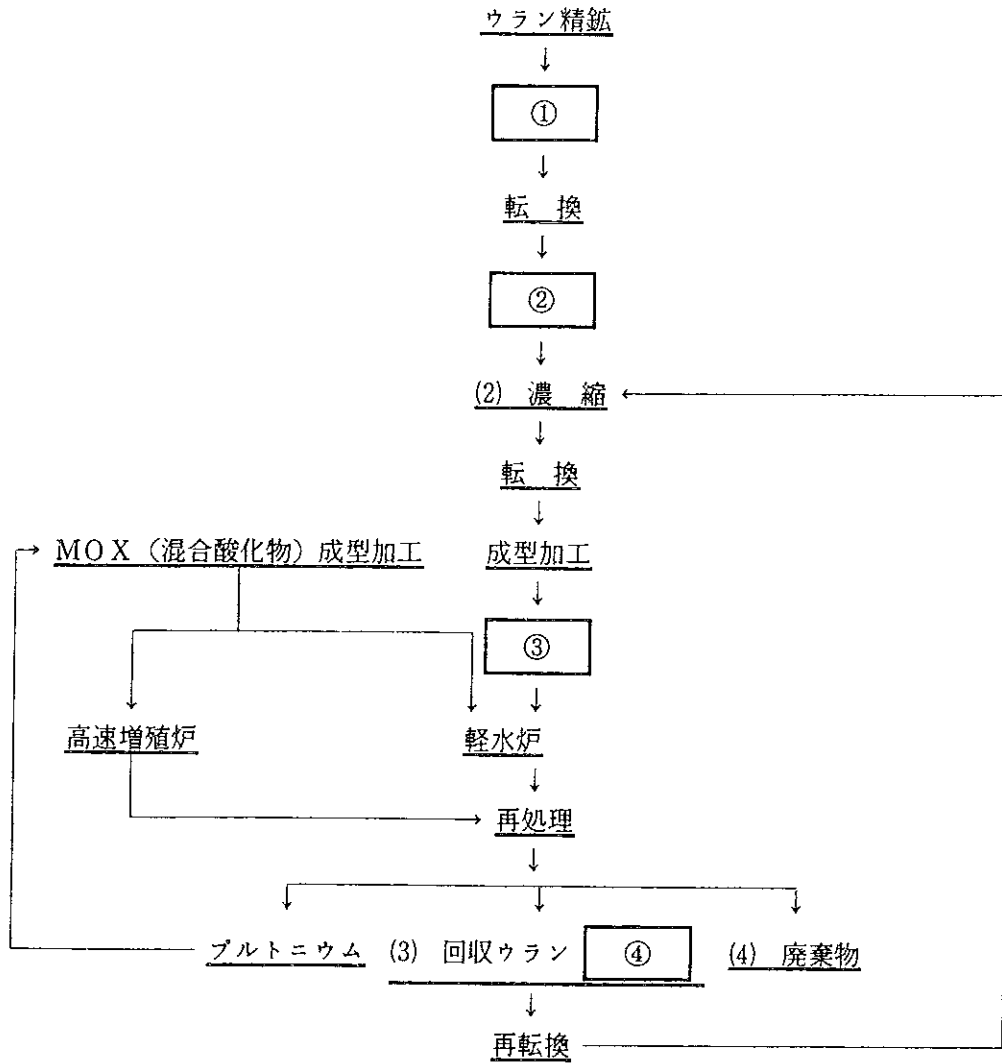 ウラン精鉱
①
転　換
②
(2)　濃　縮
転　換
MOX（混合酸化物）成型加工　成型加工
③
高速増殖炉　軽水炉
再処理
プルトニウム　(3)　回収ウラン　④　(4)　廃棄物
再転換